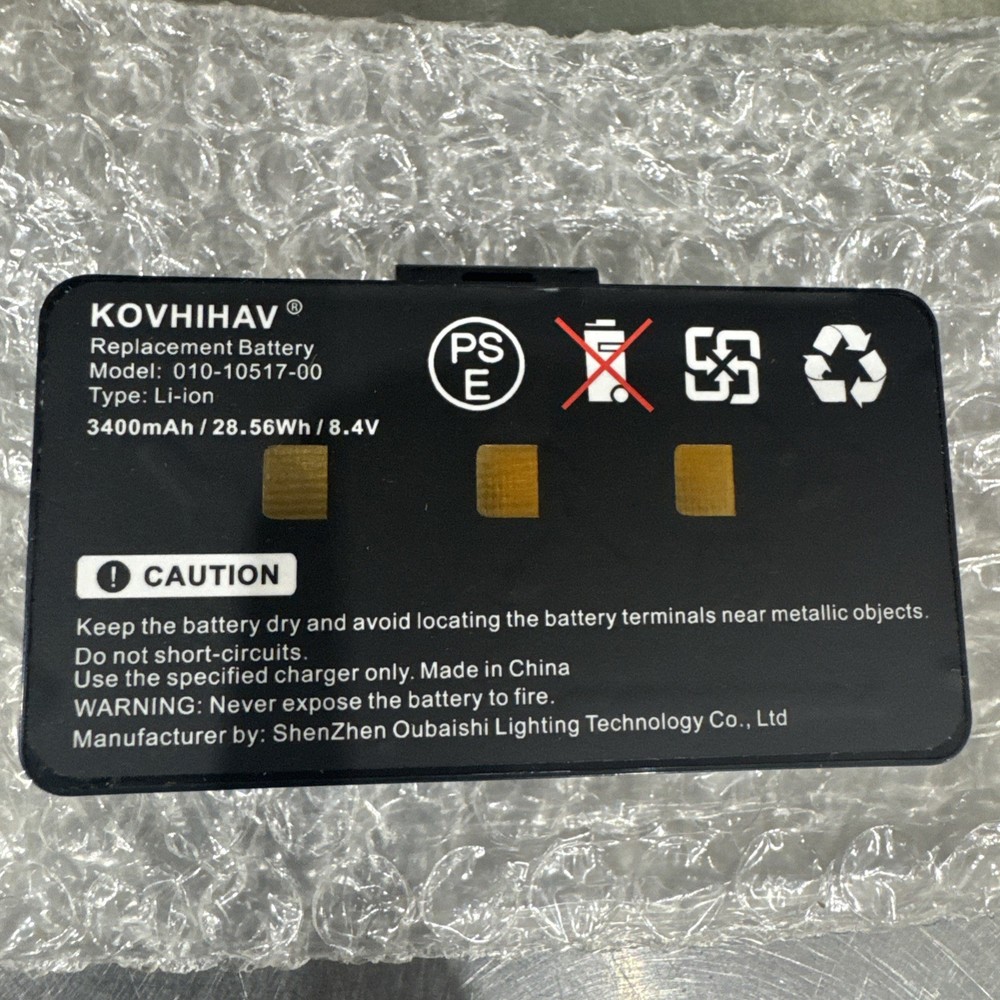 KOVHIHAV®
Replacement Battery
Model: 010-10517-00
Type: Li-ion
3400mAh / 28.56Wh / 8.4V
PS
E
! CAUTION
Keep the battery dry and avoid locating the battery terminals near metallic objects.
Do not short-circuits.
Use the specified charger only. Made in China
WARNING: Never expose the battery to fire.
Manufacturer by: ShenZhen Oubaishi Lighting Technology Co., Ltd